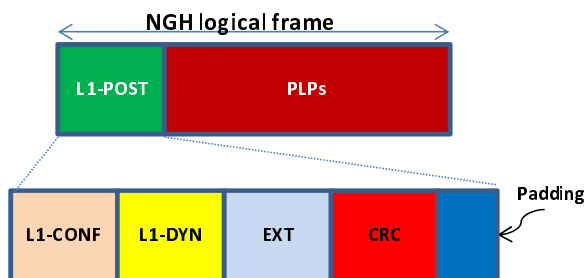 NGH logical frame
L1-POST
PLPs
Padding
L1-CONF
L1-DYN
EXT
CRC